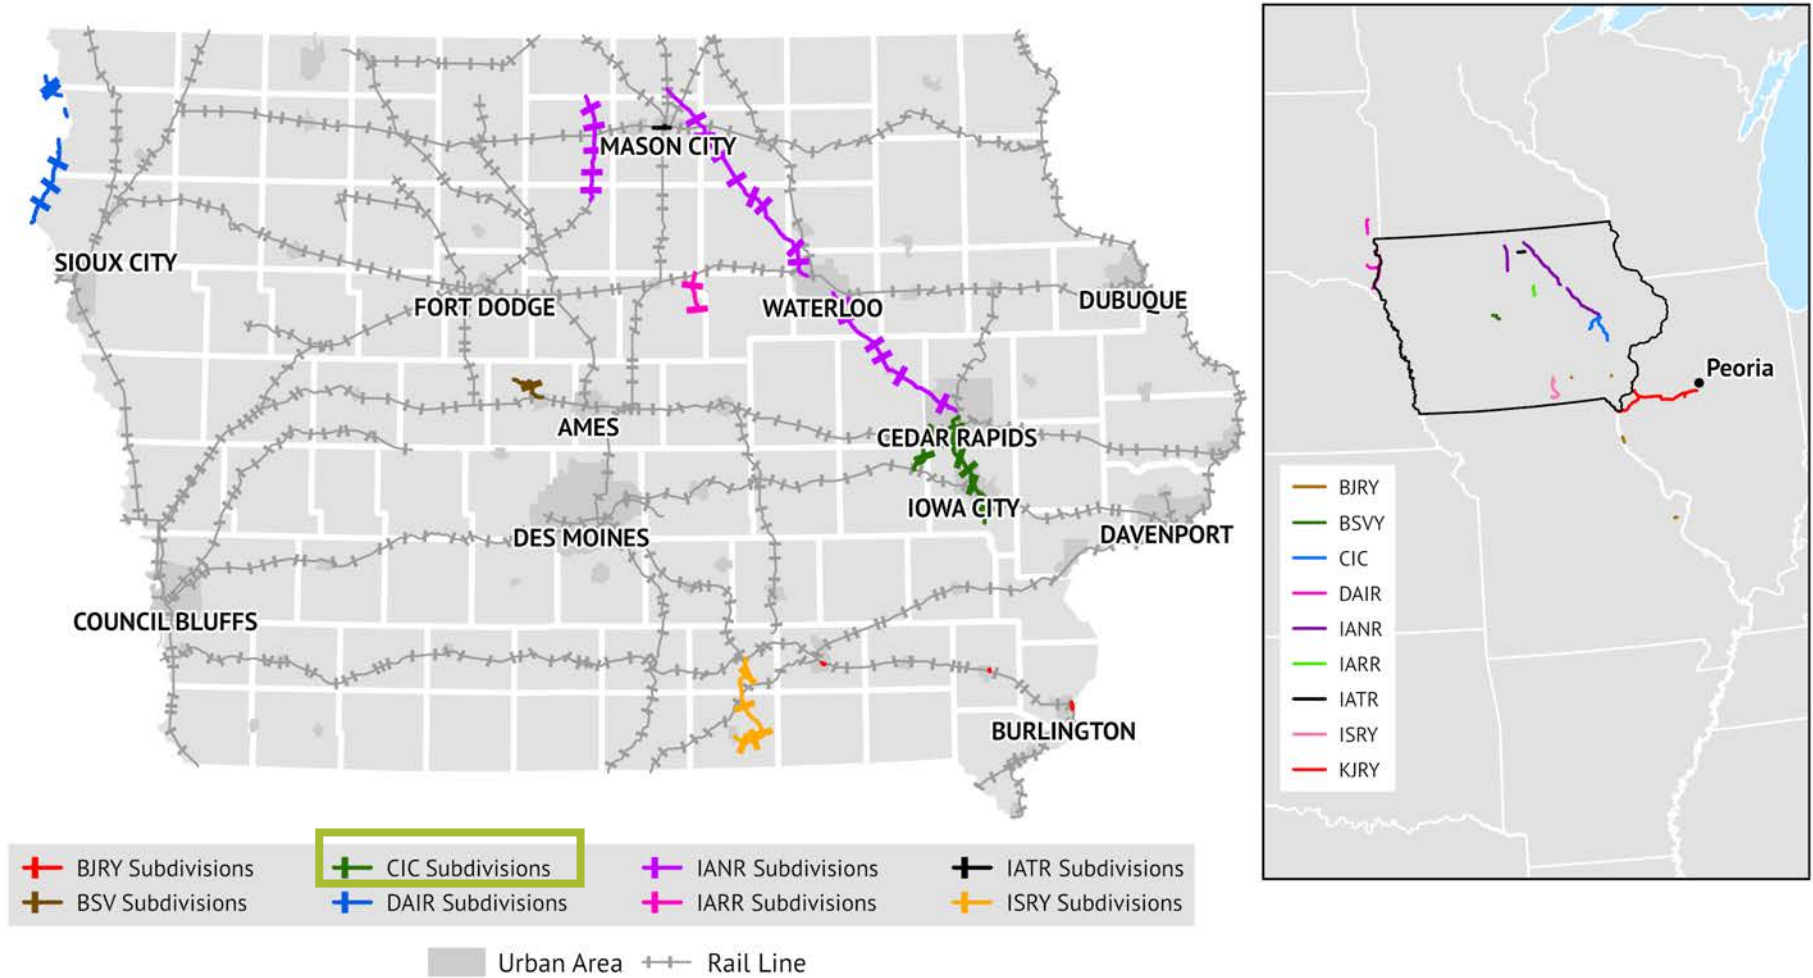 MASON CITY
SIOUX CITY
FORT DODGE
WATERLOO
DUBUQUE
AMES
CEDAR RAPIDS
IOWA CITY
DES MOINES
DAVENPORT
COUNCIL BLUFFS
BURLINGTON
BJRY Subdivisions
CIC Subdivisions
IANR Subdivisions
IATR Subdivisions
BSV Subdivisions
DAIR Subdivisions
IARR Subdivisions
ISRY Subdivisions
Urban Area
Rail Line
Peoria
BJRY
BSVY
CIC
DAIR
IANR
IARR
IATR
ISRY
KJRY